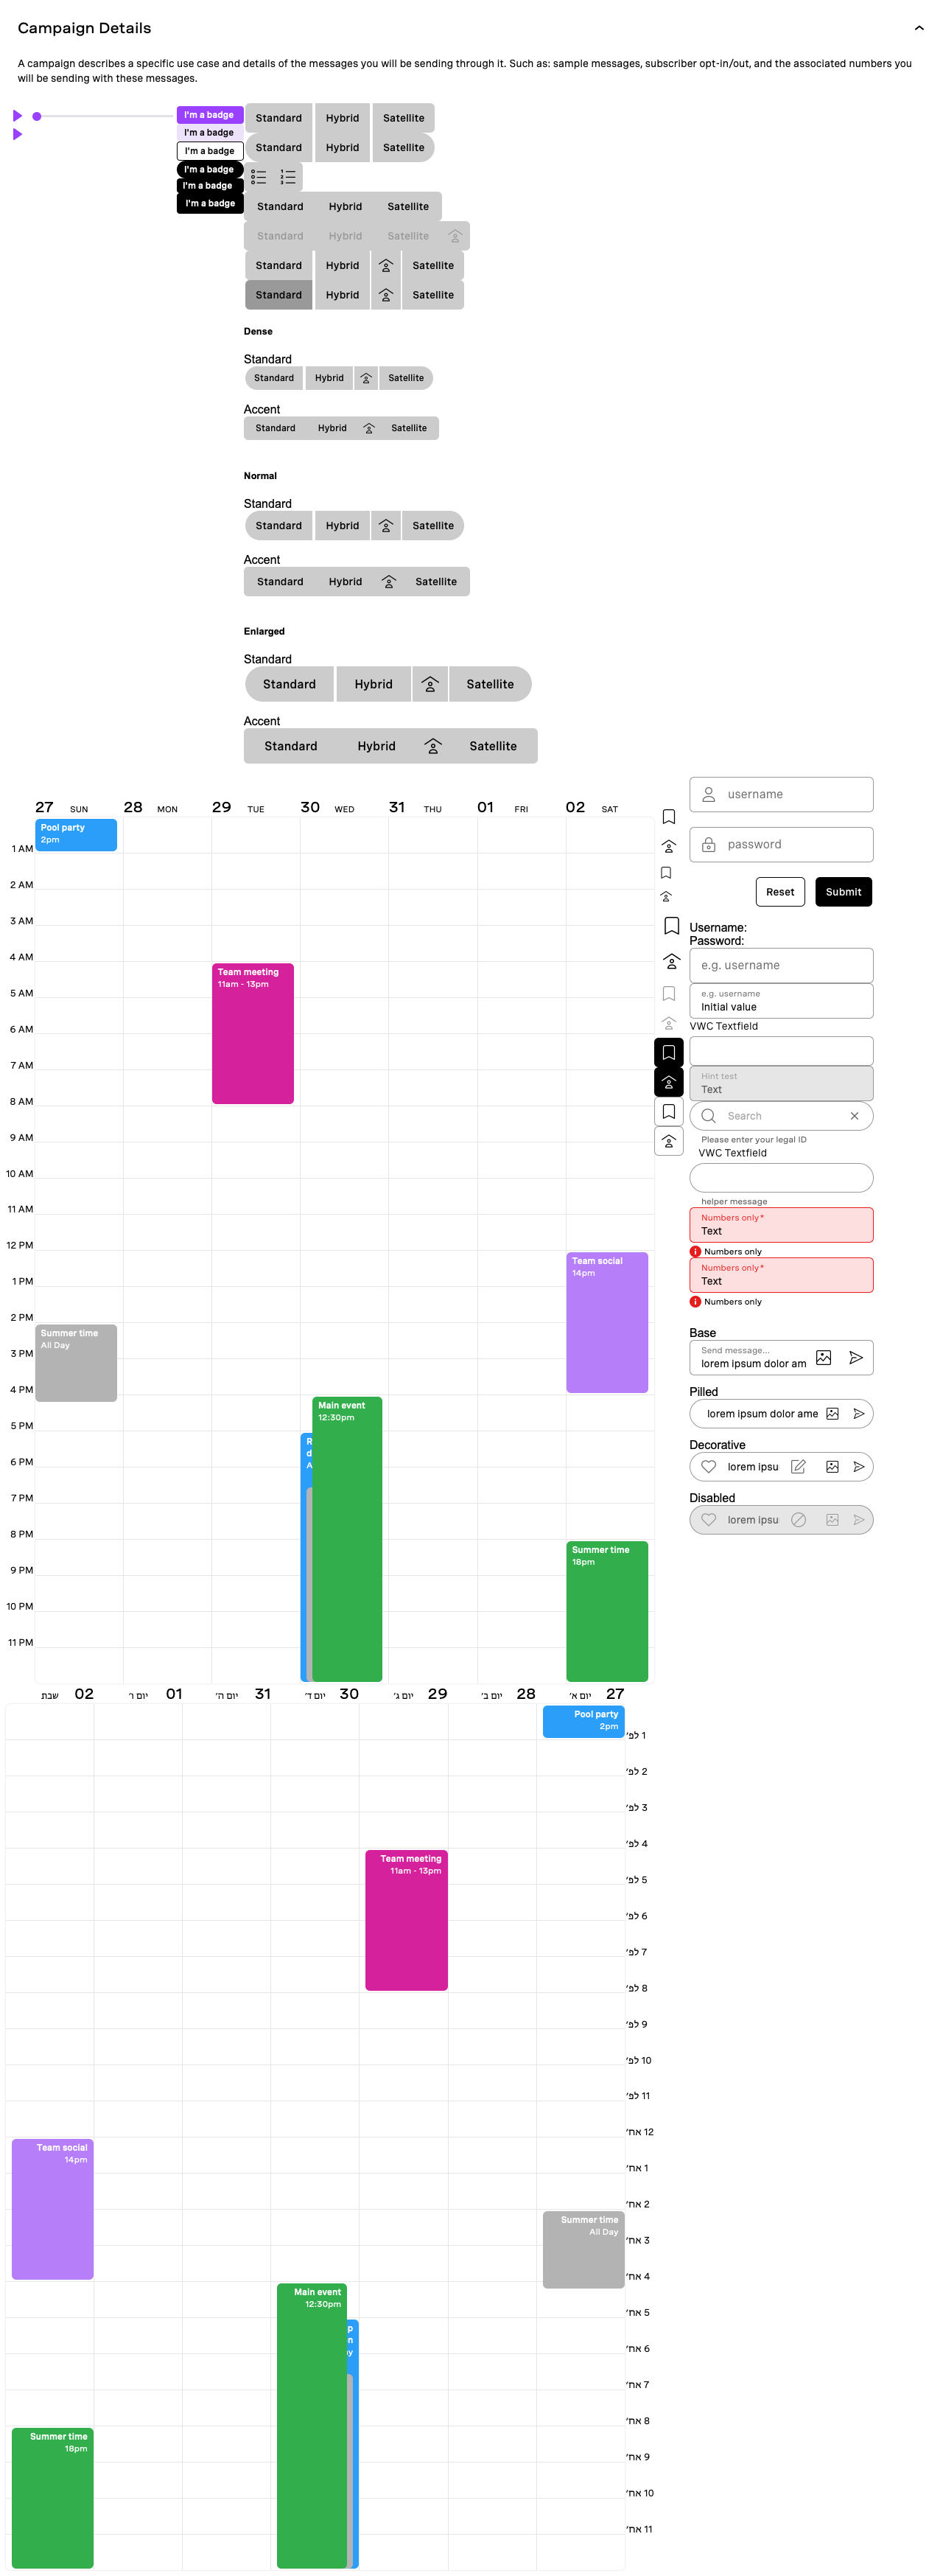 Campaign Details
A campaign describes a specific use case and details of the messages you will be sending through it. Such as: sample messages, subscriber opt-in/out, and the associated numbers you
will be sending with these messages.
I'm a badge
I'm a badge
I'm a badge
I'm a badge
I'm a badge
I'm a badge
Standard Hybrid Satellite
Standard Hybrid Satellite
Standard Hybrid Satellite
Standard Hybrid Satellite
Standard Hybrid Satellite
Standard Hybrid Satellite
Dense
Standard
Standard Hybrid Satellite
Accent
Standard Hybrid Satellite
Normal
Standard
Standard Hybrid Satellite
Accent
Standard Hybrid Satellite
Enlarged
Standard
Standard Hybrid Satellite
Accent
Standard Hybrid Satellite
27 SUN 28 MON 29 TUE 30 WED 31 THU 01 FRI 02 SAT
Pool party
2pm
1 AM
2 AM
3 AM
4 AM
Team meeting
11am - 13pm
5 AM
6 AM
7 AM
8 AM
9 AM
10 AM
11 AM
12 PM
Team social
14pm
1 PM
2 PM
Summer time
All Day
3 PM
4 PM
Main event
12:30pm
5 PM
R
d
A
6 PM
7 PM
8 PM
Summer time
18pm
9 PM
10 PM
11 PM
username
password
Reset Submit
Username:
Password:
e.g. username
e.g. username
Initial value
VWC Textfield
Hint test
Text
Search
Please enter your legal ID
VWC Textfield
helper message
Numbers only*
Text
Numbers only
Numbers only*
Text
Numbers only
Base
Send message...
lorem ipsum dolor am
Pilled
lorem ipsum dolor ame
Decorative
lorem ipsu
Disabled
lorem ipsu
יום א׳ 27 יום ב׳ 28 יום ג׳ 29 יום ד׳ 30 יום ה׳ 31 יום ו׳ 01 שבת 02
Pool party
2pm
1 לפ׳
2 לפ׳
3 לפ׳
4 לפ׳
Team meeting
11am - 13pm
5 לפ׳
6 לפ׳
7 לפ׳
8 לפ׳
9 לפ׳
10 לפ׳
11 לפ׳
12 אח׳
Team social
14pm
1 אח׳
2 אח׳
Summer time
All Day
3 אח׳
4 אח׳
Main event
12:30pm
5 אח׳
p
n
y
6 אח׳
7 אח׳
8 אח׳
Summer time
18pm
9 אח׳
10 אח׳
11 אח׳